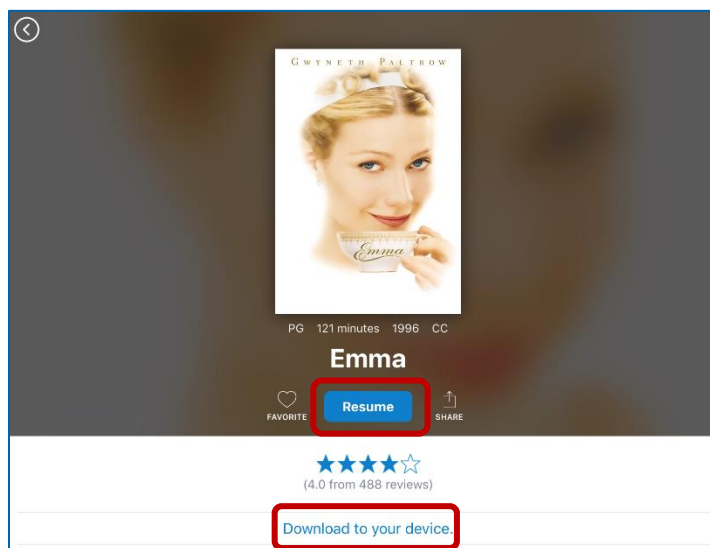 GWYNETH PALTROW
Emma
PG 121 minutes 1996 CC
Emma
FAVORITE Resume SHARE
(4.0 from 488 reviews)
Download to your device.